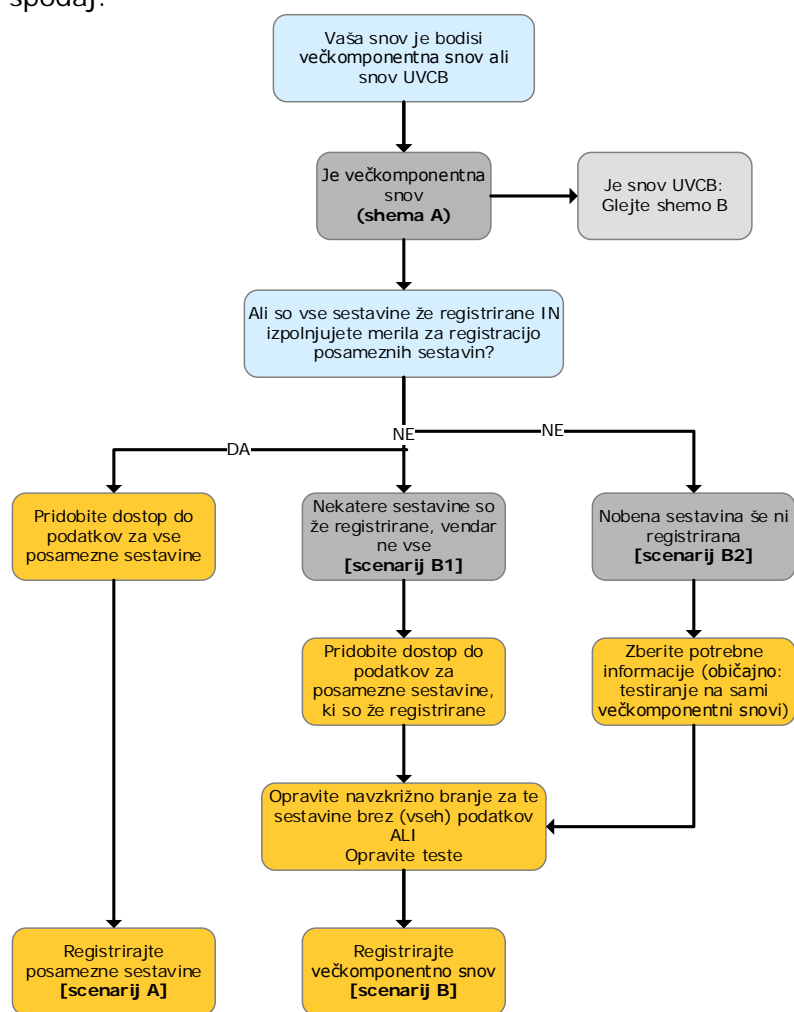 spodaj:
Vaša snov je bodisi
večkomponentna snov ali
snov UVCB
Je večkomponentna
snov
(shema A)
Je snov UVCB:
Glejte shemo B
Ali so vse sestavine že registrirane IN
izpolnjujete merila za registracijo
posameznih sestavin?
DA
NE
NE
Pridobite dostop do
podatkov za vse
posamezne sestavine
Nekatere sestavine so
že registrirane, vendar
ne vse
[scenarij B1]
Nobena sestavina še ni
registrirana
[scenarij B2]
Pridobite dostop do
podatkov za
posamezne sestavine,
ki so že registrirane
Zberite potrebne
informacije (običajno:
testiranje na sami
večkomponentni snovi)
Opravite navzkrižno branje za te
sestavine brez (vseh) podatkov
ALI
Opravite teste
Registrirajte
posamezne sestavine
[scenarij A]
Registrirajte
večkomponentno snov
[scenarij B]